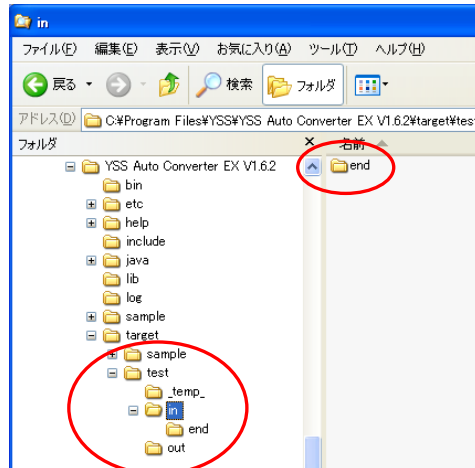 in
ファイル(F) 編集(E) 表示(V) お気に入り(A) ツール(T) ヘルプ(H)
戻る 検索 フォルダ
アドレス(D) C:¥Program Files¥YSS¥YSS Auto Converter EX V1.6.2¥target¥tes
フォルダ × 名前
YSS Auto Converter EX V1.6.2 end
bin
etc
help
include
java
lib
log
sample
target
sample
test
_temp_
in
end
out